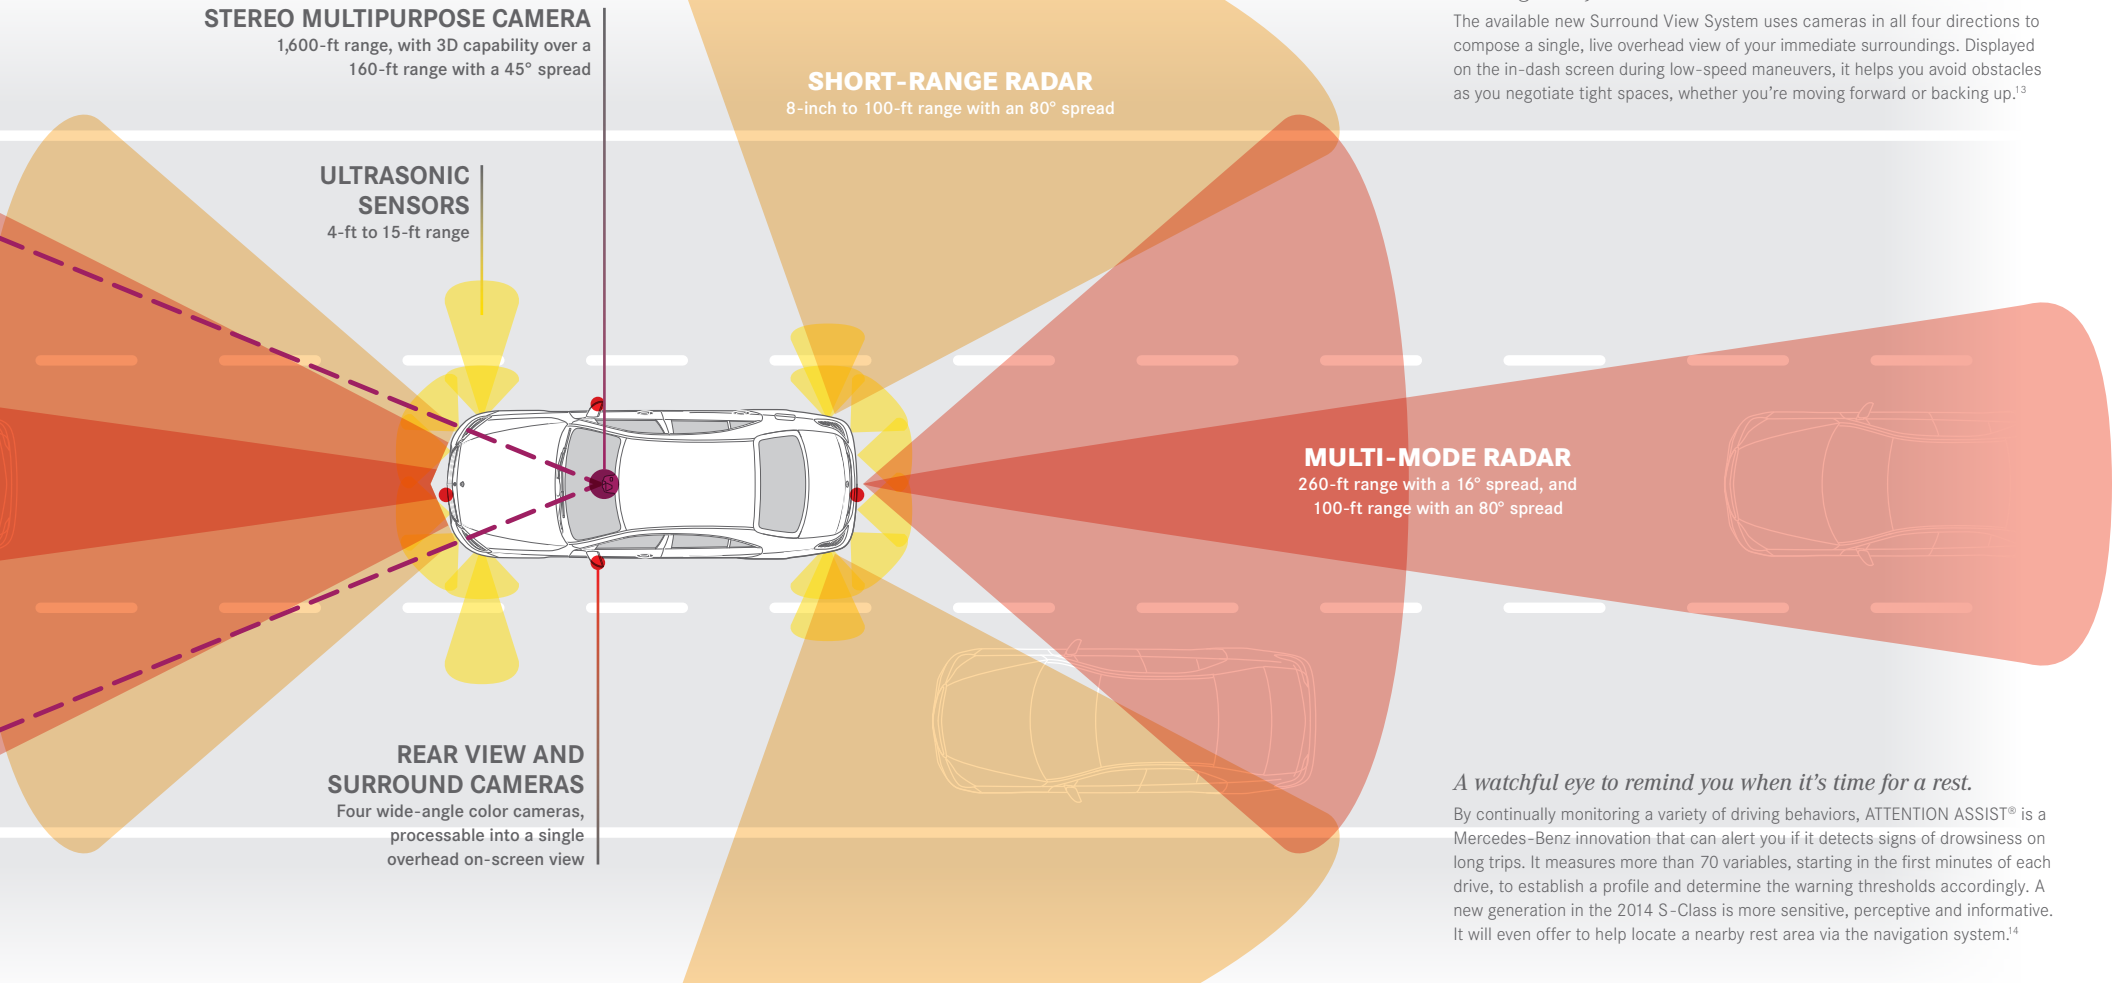 STEREO MULTIPURPOSE CAMERA
1,600-ft range, with 3D capability over a
160-ft range with a 45° spread
SHORT-RANGE RADAR
8-inch to 100-ft range with an 80° spread
The available new Surround View System uses cameras in all four directions to
compose a single, live overhead view of your immediate surroundings. Displayed
on the in-dash screen during low-speed maneuvers, it helps you avoid obstacles
as you negotiate tight spaces, whether you’re moving forward or backing up.¹³
ULTRASONIC
SENSORS
4-ft to 15-ft range
MULTI-MODE RADAR
260-ft range with a 16° spread, and
100-ft range with an 80° spread
REAR VIEW AND
SURROUND CAMERAS
Four wide-angle color cameras,
processable into a single
overhead on-screen view
A watchful eye to remind you when it’s time for a rest.
By continually monitoring a variety of driving behaviors, ATTENTION ASSIST® is a
Mercedes-Benz innovation that can alert you if it detects signs of drowsiness on
long trips. It measures more than 70 variables, starting in the first minutes of each
drive, to establish a profile and determine the warning thresholds accordingly. A
new generation in the 2014 S-Class is more sensitive, perceptive and informative.
It will even offer to help locate a nearby rest area via the navigation system.¹⁴